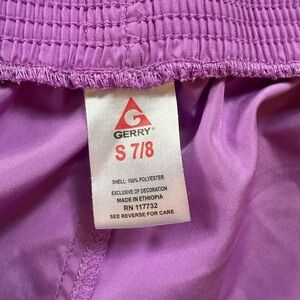 GERRY
S 7/8
SHELL: 100% POLYESTER
EXCLUSIVE OF DECORATION
MADE IN ETHIOPIA
RN 117732
SEE REVERSE FOR CARE